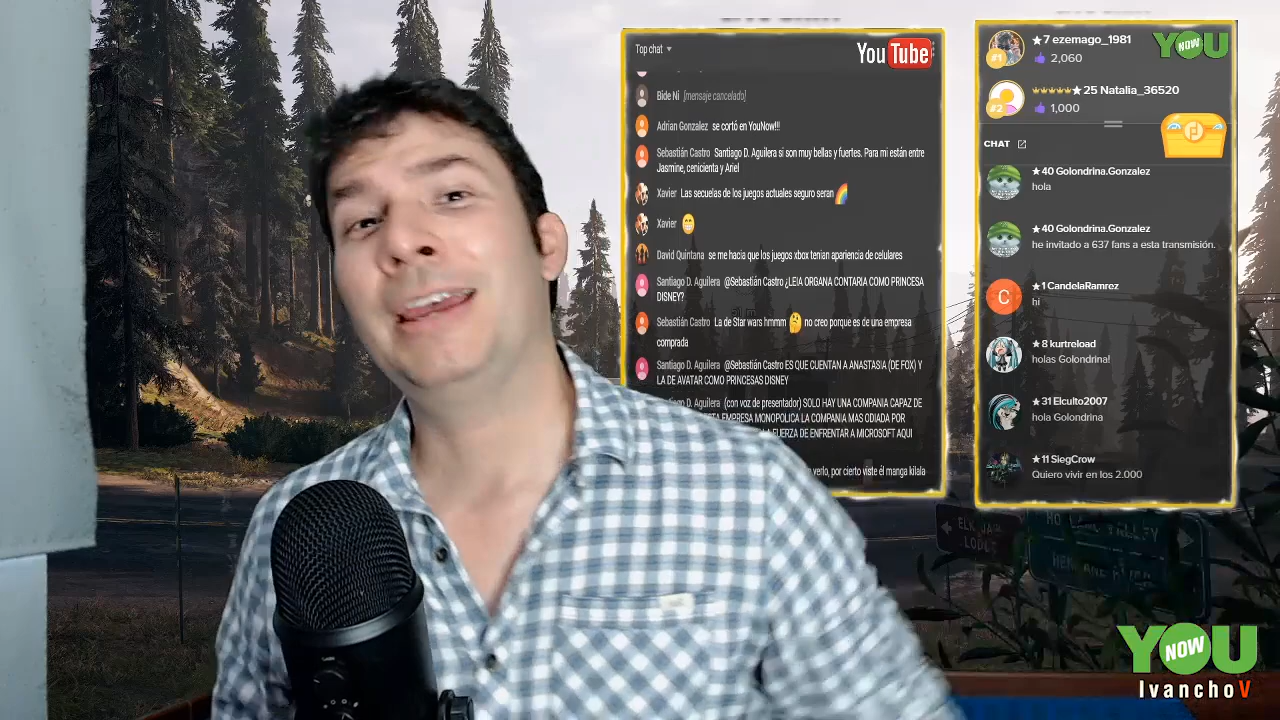 Top chat
YouTube
Bide Ni [mensaje cancelado]
Adrian Gonzalez se cortó en YouNow!!!
Sebastián Castro Santiago D. Aguilera si son muy bellas y fuertes. Para mi están entre
Jasmine, cenicienta y Ariel
Xavier Las secuelas de los juegos actuales seguro seran
Xavier
David Quintana se me hacia que los juegos xbox tenian apariencia de celulares
Santiago D. Aguilera @Sebastián Castro ¿LEIA ORGANA CONTARIA COMO PRINCESA
DISNEY?
Sebastián Castro La de Star wars hmmm no creo porque es de una empresa
comprada
Santiago D. Aguilera @Sebastián Castro ES QUE CUENTAN A ANASTASIA (DE FOX) Y
LA DE AVATAR COMO PRINCESAS DISNEY
D. Aguilera (con voz de presentador) SOLO HAY UNA COMPANIA CAPAZ DE
EMPRESA MONOPOLICA LA COMPANIA MAS ODIADA POR
FUERZA DE ENFRENTAR A MICROSOFT AQUI
verlo, por cierto viste él manga kilala
★7 ezemago_1981
#1
2,060
YOU NOW
★25 Natalia_36520
#2
1,000
CHAT
★40 Golondrina.Gonzalez
hola
★40 Golondrina.Gonzalez
he invitado a 637 fans a esta transmisión.
★1 CandelaRamrez
C
hi
★8 kurtreload
holas Golondrina!
★31 Elculto2007
hola Golondrina
★11 SiegCrow
Quiero vivir en los 2.000
YOU NOW
IvanchoV